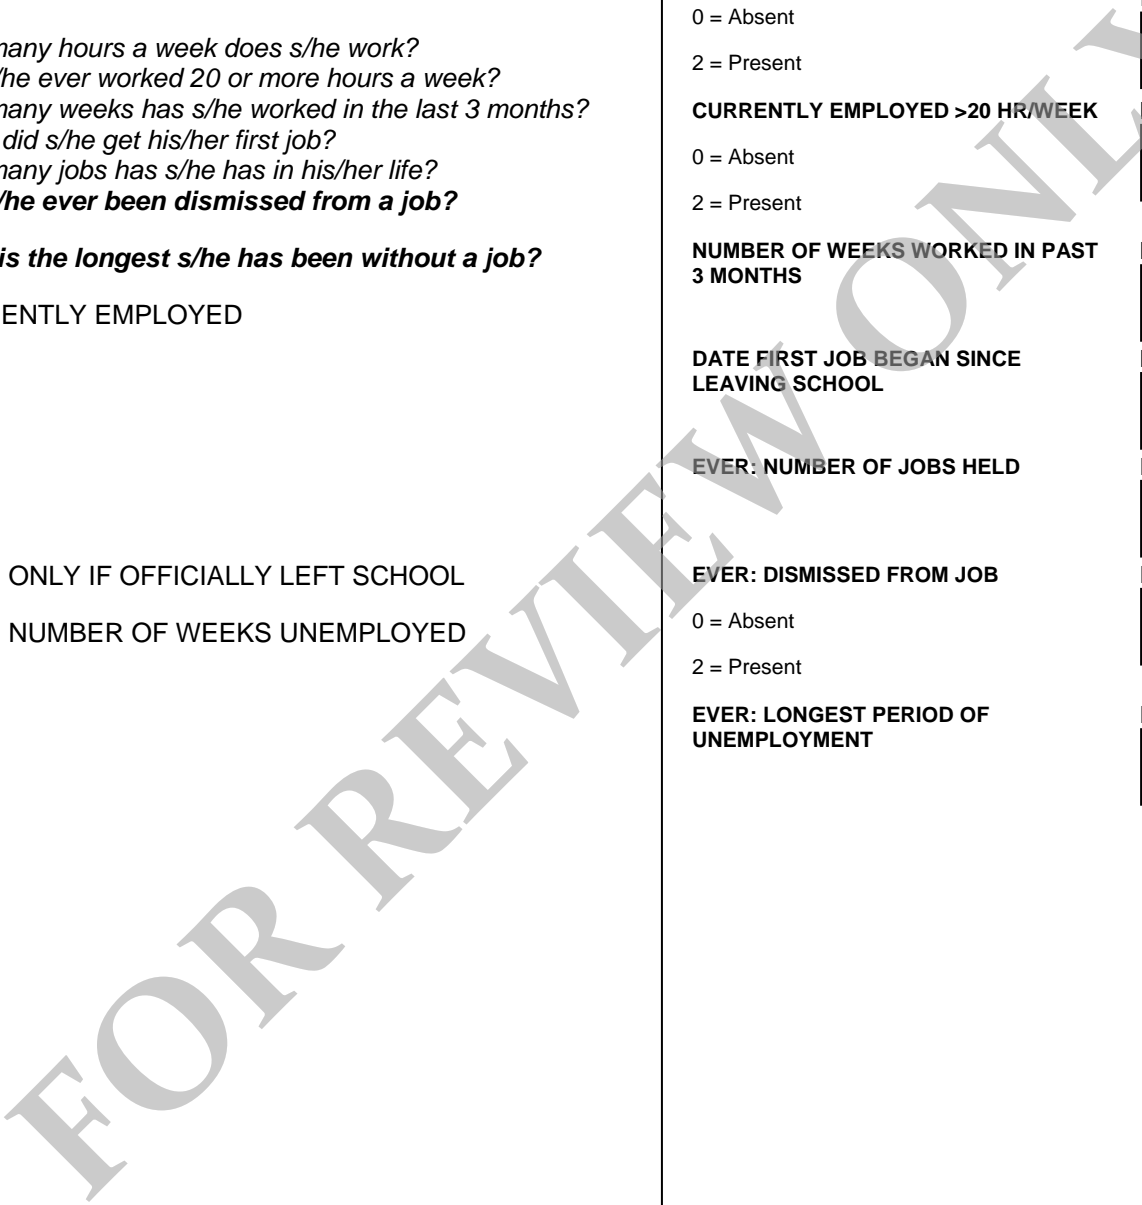 many hours a week does s/he work?
/he ever worked 20 or more hours a week?
many weeks has s/he worked in the last 3 months?
did s/he get his/her first job?
many jobs has s/he has in his/her life?
/he ever been dismissed from a job?
is the longest s/he has been without a job?
ENTLY EMPLOYED
ONLY IF OFFICIALLY LEFT SCHOOL
NUMBER OF WEEKS UNEMPLOYED
0 = Absent
2 = Present
CURRENTLY EMPLOYED >20 HR/WEEK
0 = Absent
2 = Present
NUMBER OF WEEKS WORKED IN PAST
3 MONTHS
DATE FIRST JOB BEGAN SINCE
LEAVING SCHOOL
EVER: NUMBER OF JOBS HELD
EVER: DISMISSED FROM JOB
0 = Absent
2 = Present
EVER: LONGEST PERIOD OF
UNEMPLOYMENT
FOR REVIEW ONLY